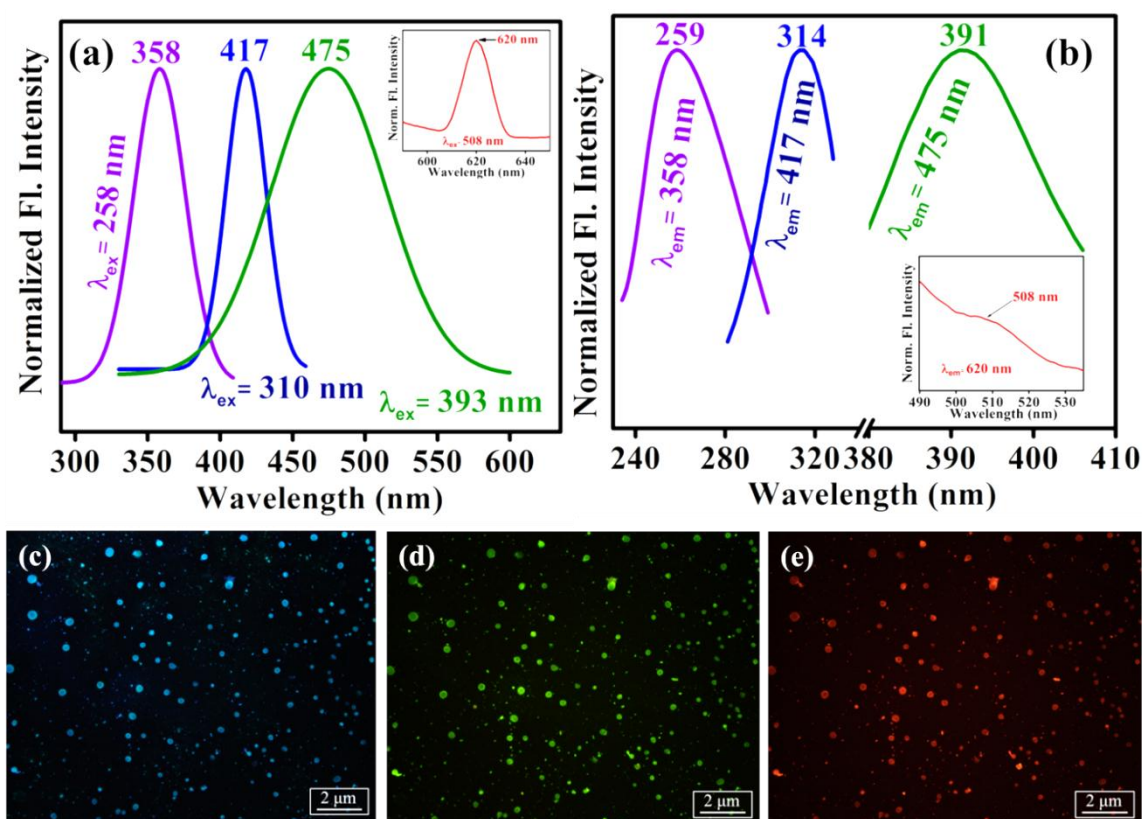 (a)
358 417 475
620 nm
λex- 508 nm
600 620 640
Wavelength (nm)
Norm. Fl. Intensity
λex = 258 nm
λex = 310 nm
λex = 393 nm
Normalized Fl. Intensity
300 350 400 450 500 550 600
Wavelength (nm)
(b)
259 314 391
λem = 358 nm
λem = 417 nm
λem = 475 nm
508 nm
λem- 620 nm
490 500 510 520 530
Wavelength (nm)
Norm. Fl. Intensity
Normalized Fl. Intensity
240 280 320 380 390 400 410
Wavelength (nm)
(c)
2 μm
(d)
2 μm
(e)
2 μm